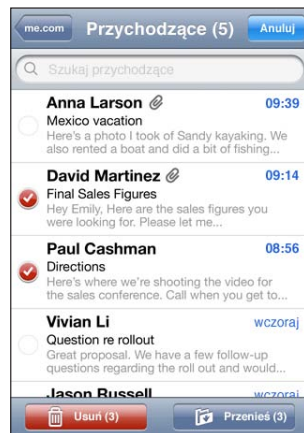 me.com Przychodzące (5) Anuluj
Szukaj przychodzące
Anna Larson 09:39
Mexico vacation
Here's a photo I took of Sandy kayaking. We
also rented a boat and did a bit of fishing...
David Martinez 09:14
Final Sales Figures
Hey Emily, Here are the sales figures you
were looking for. Please let me...
Paul Cashman 08:56
Directions
Here's where we're shooting the video for
the sales conference. Call when you get to...
Vivian Li wczoraj
Question re rollout
Great proposal. We have a few follow-up
questions regarding the roll out and would...
Jason Russell wczoraj
Usuń (3) Przenieś (3)